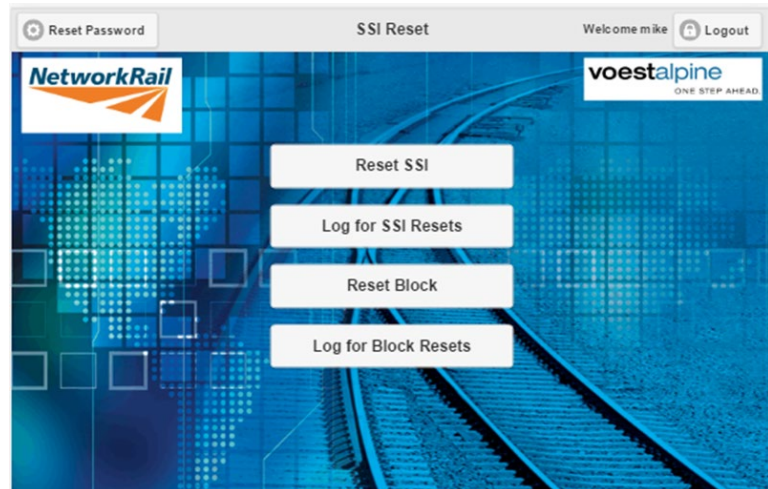 Reset Password
SSI Reset
Welcome mike
Logout
NetworkRail
voestalpine
ONE STEP AHEAD.
Reset SSI
Log for SSI Resets
Reset Block
Log for Block Resets